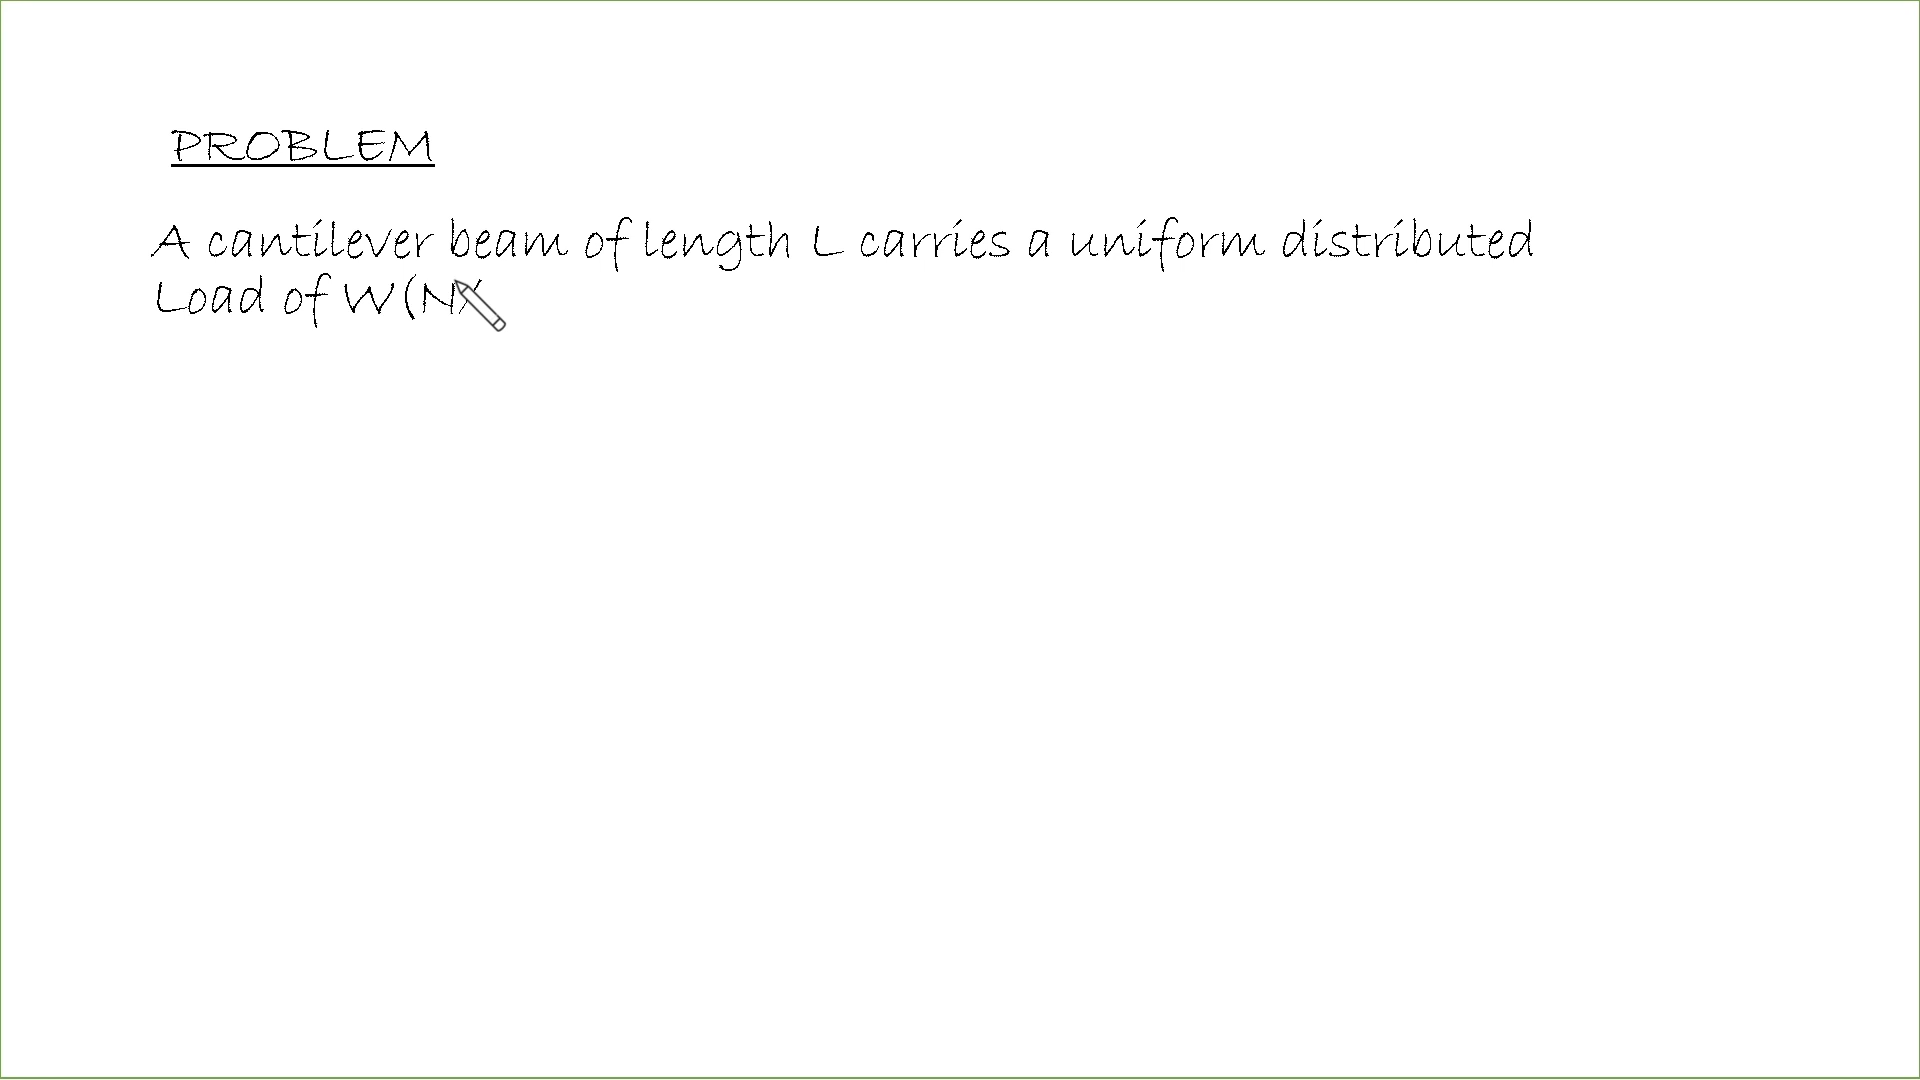 PROBLEM
A cantilever beam of length L carries a uniform distributed
Load of W(N/